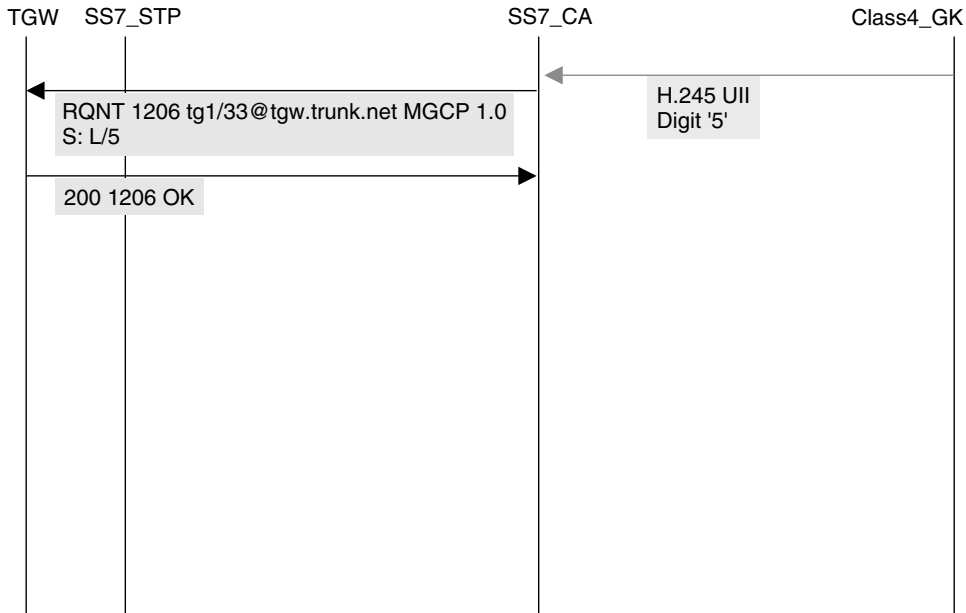 TGW
SS7_STP
SS7_CA
Class4_GK
H.245 UII
Digit '5'
RQNT 1206 tg1/33@tgw.trunk.net MGCP 1.0
S: L/5
200 1206 OK